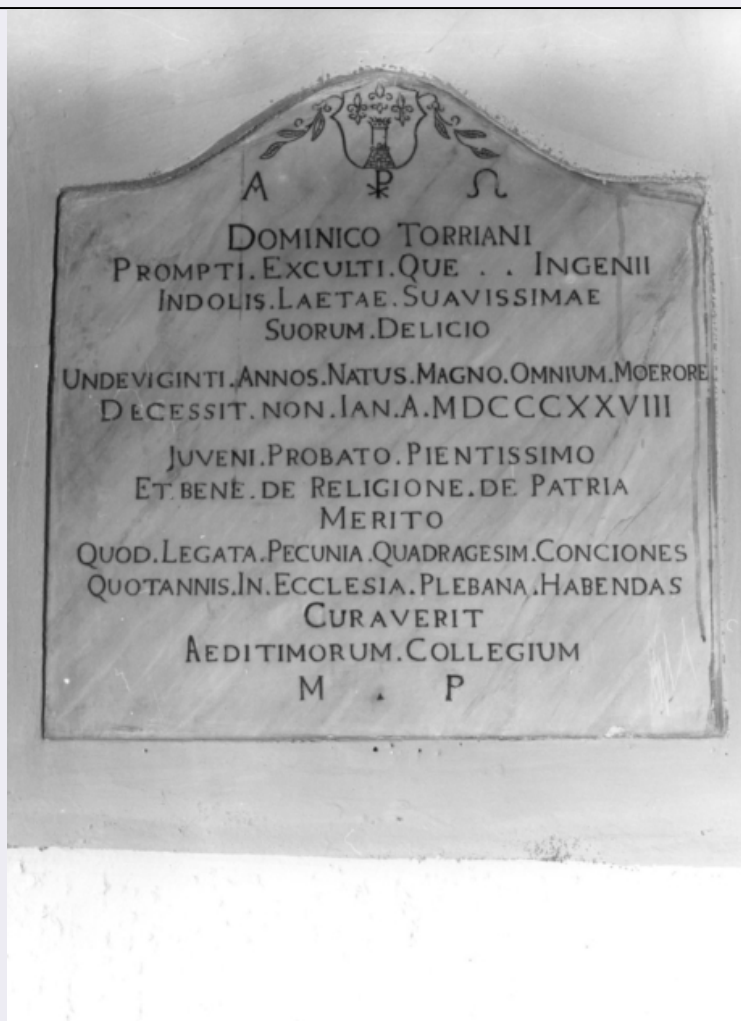 Α ☧ Ω
DOMINICO TORRIANI
PROMPTI.EXCULTI.QUE . . INGENII
INDOLIS.LAETAE.SUAVISSIMAE
SUORUM.DELICIO
UNDEVIGINTI.ANNOS.NATUS.MAGNO.OMNIUM.MOERORE
DECESSIT.NON.IAN.A.MDCCCXXVIII
JUVENI.PROBATO.PIENTISSIMO
ET.BENE.DE RELIGIONE.DE PATRIA
MERITO
QUOD.LEGATA.PECUNIA.QUADRAGESIM.CONCIONES
QUOTANNIS.IN.ECCLESIA.PLEBANA.HABENDAS
CURAVERIT
AEDITIMORUM.COLLEGIUM
M . P